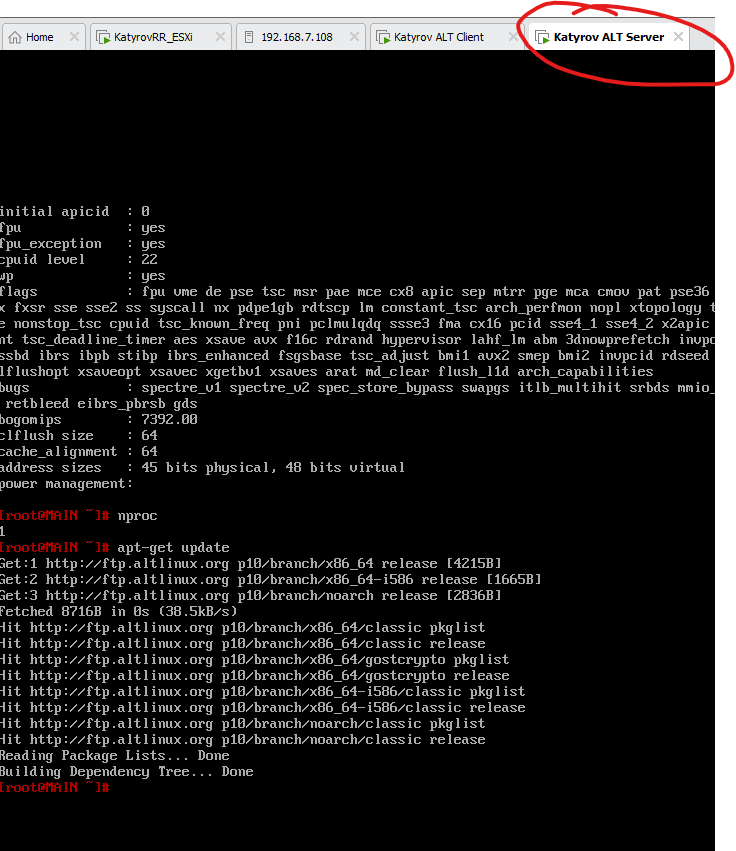 Home KatyrovRR_ESXi 192.168.7.108 Katyrov ALT Client Katyrov ALT Server
initial apicid : 0
fpu : yes
fpu_exception : yes
cpuid level : 22
wp : yes
flags : fpu vme de pse tsc msr pae mce cx8 apic sep mtrr pge mca cmov pat pse36
x fxsr sse sse2 ss syscall nx pdpe1gb rdtscp lm constant_tsc arch_perfmon nopl xtopology t
e nonstop_tsc cpuid tsc_known_freq pni pclmulqdq ssse3 fma cx16 pcid sse4_1 sse4_2 x2apic
nt tsc_deadline_timer aes xsave avx f16c rdrand hypervisor lahf_lm abm 3dnowprefetch invpc
ssbd ibrs ibpb stibp ibrs_enhanced fsgsbase tsc_adjust bmi1 avx2 smep bmi2 invpcid rdseed
lflushopt xsaveopt xsavec xgetbv1 xsaves arat md_clear flush_l1d arch_capabilities
bugs : spectre_v1 spectre_v2 spec_store_bypass swapgs itlb_multihit srbds mmio_
retbleed eibrs_pbrsb gds
bogomips : 7392.00
clflush size : 64
cache_alignment : 64
address sizes : 45 bits physical, 48 bits virtual
power management:
[root@MAIN ~]# nproc
1
[root@MAIN ~]# apt-get update
Get:1 http://ftp.altlinux.org p10/branch/x86_64 release [4215B]
Get:2 http://ftp.altlinux.org p10/branch/x86_64-i586 release [1665B]
Get:3 http://ftp.altlinux.org p10/branch/noarch release [2836B]
Fetched 8716B in 0s (38.5kB/s)
Hit http://ftp.altlinux.org p10/branch/x86_64/classic pkglist
Hit http://ftp.altlinux.org p10/branch/x86_64/classic release
Hit http://ftp.altlinux.org p10/branch/x86_64/gostcrypto pkglist
Hit http://ftp.altlinux.org p10/branch/x86_64/gostcrypto release
Hit http://ftp.altlinux.org p10/branch/x86_64-i586/classic pkglist
Hit http://ftp.altlinux.org p10/branch/x86_64-i586/classic release
Hit http://ftp.altlinux.org p10/branch/noarch/classic pkglist
Hit http://ftp.altlinux.org p10/branch/noarch/classic release
Reading Package Lists... Done
Building Dependency Tree... Done
[root@MAIN ~]#